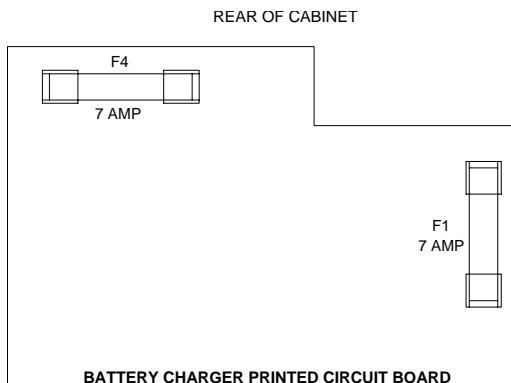 REAR OF CABINET
F4
7 AMP
F1
7 AMP
BATTERY CHARGER PRINTED CIRCUIT BOARD